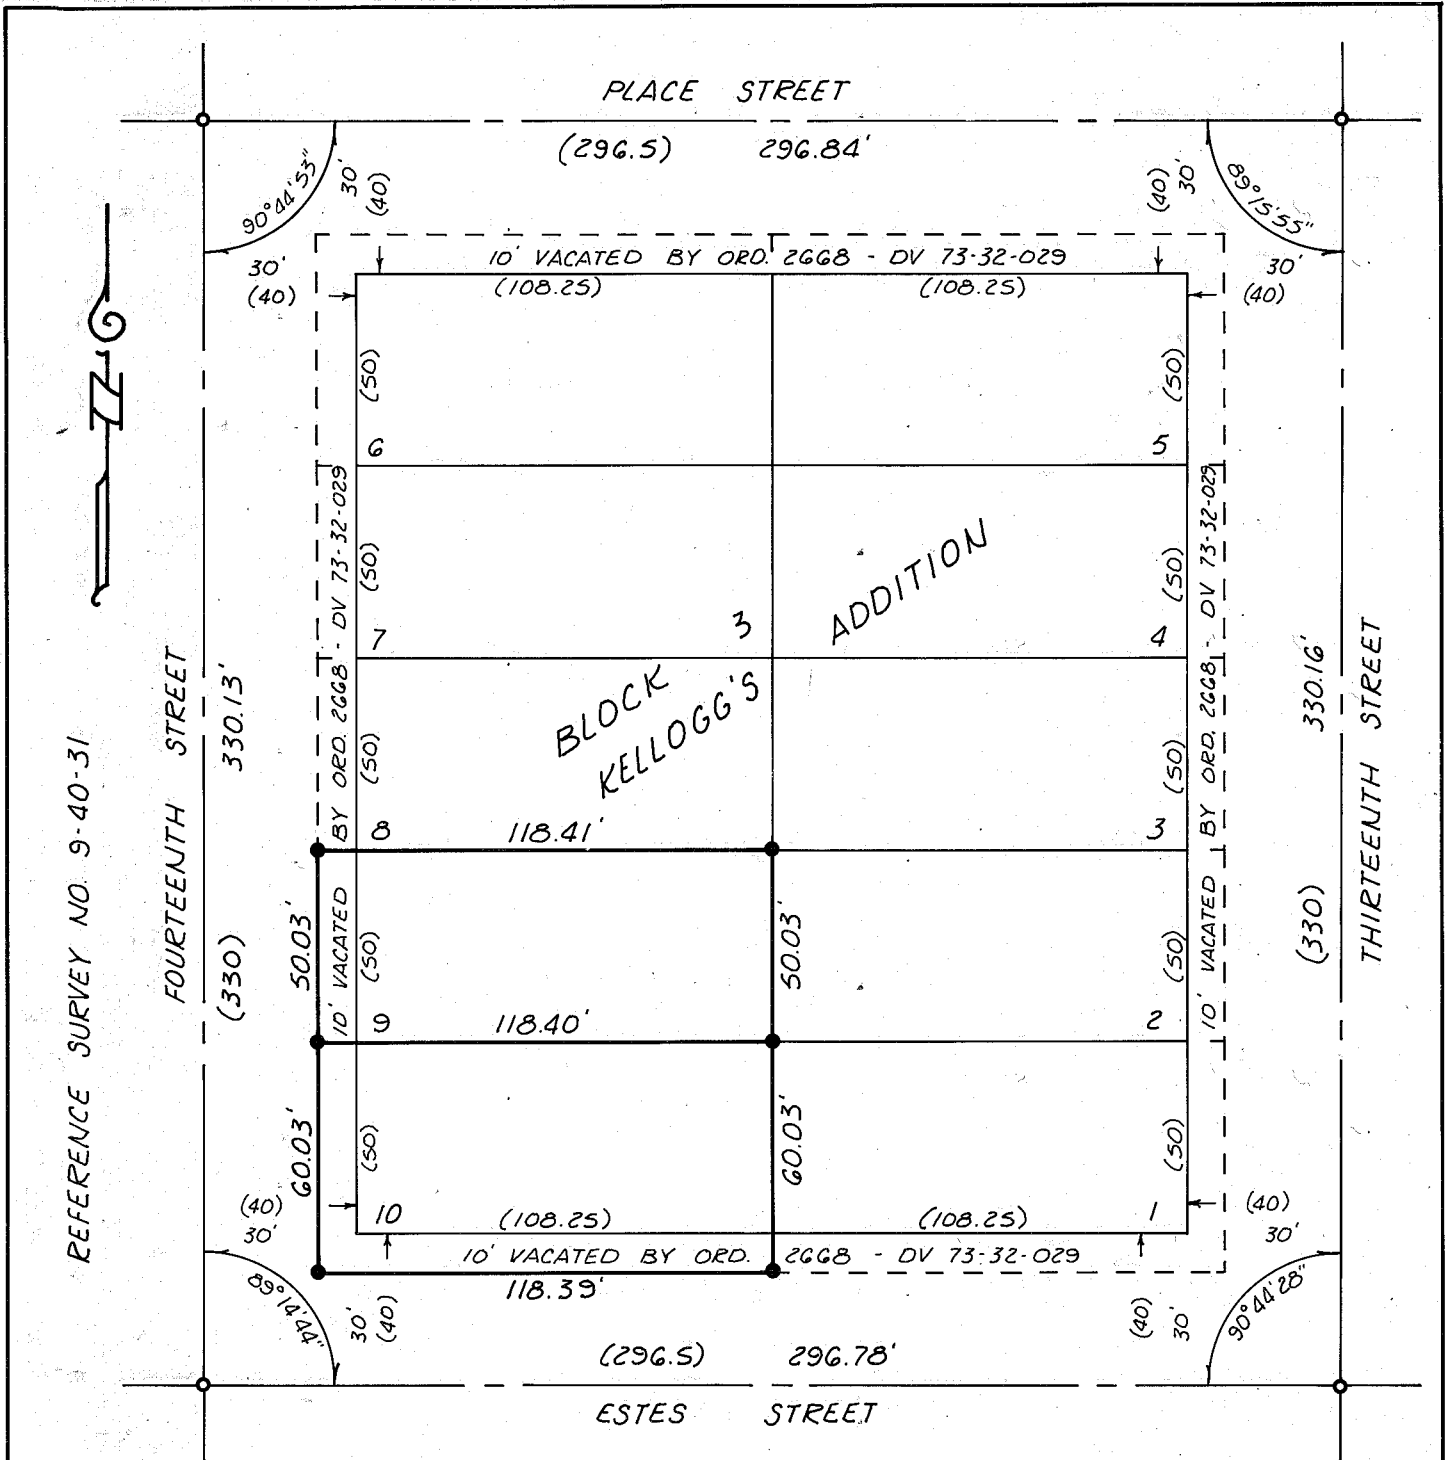 PLACE STREET
(296.5) 296.84'
90°44'53"
30'
(40)
30'
(40)
(40)
30'
89°15'55"
30'
(40)
10' VACATED BY ORD. 2668 - DV 73-32-029
(108.25) (108.25)
(50) (50)
6 5
(50) (50)
7 3 4
BLOCK
KELLOGG'S
ADDITION
(50) (50)
8 118.41' 3
50.03' (50) 50.03' (50)
9 118.40' 2
60.03' (50) 60.03' (50)
10 (108.25) (108.25) 1
10' VACATED BY ORD. 2668 - DV 73-32-029
118.39'
10' VACATED BY ORD. 2668 - DV 73-32-029
10' VACATED BY ORD. 2668 - DV 73-32-029
N
REFERENCE SURVEY NO. 9-40-31
FOURTEENTH STREET
(330) 330.13'
(330) 330.16'
THIRTEENTH STREET
(40)
30'
89°14'44"
30'
(40)
(40)
30'
90°44'28"
(40)
30'
(296.5) 296.78'
ESTES STREET